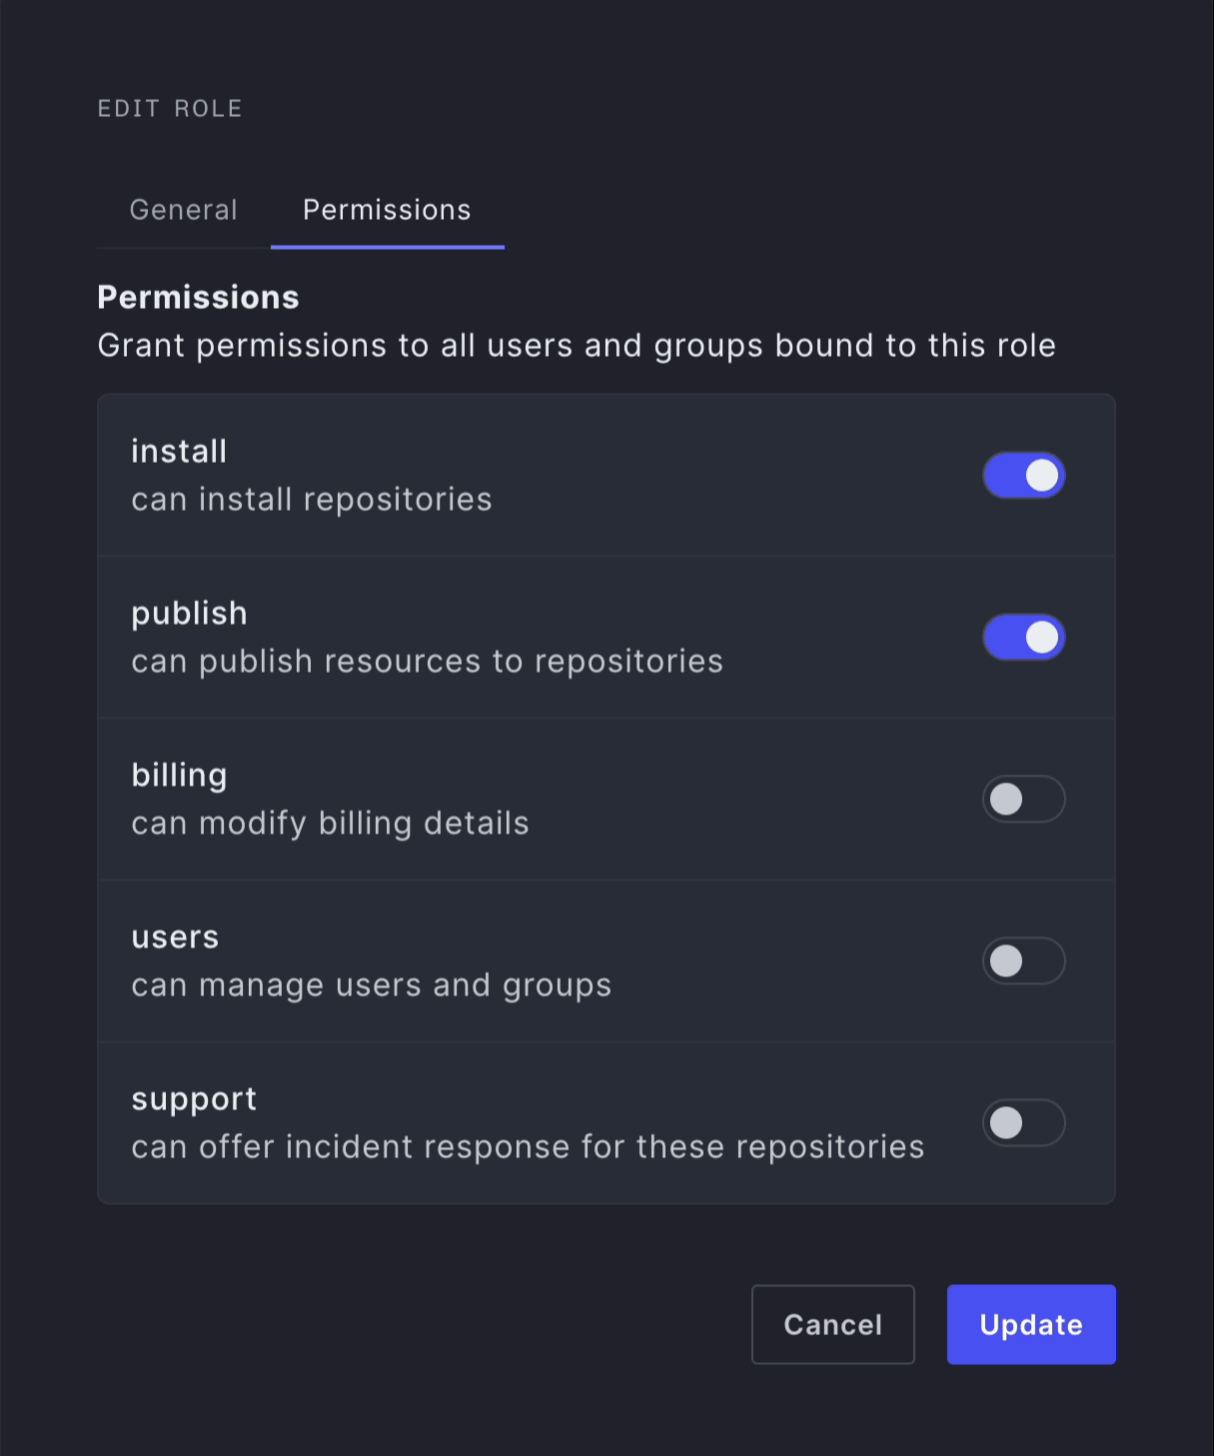 EDIT ROLE
General
Permissions
Permissions
Grant permissions to all users and groups bound to this role
install
can install repositories
publish
can publish resources to repositories
billing
can modify billing details
users
can manage users and groups
support
can offer incident response for these repositories
Cancel
Update